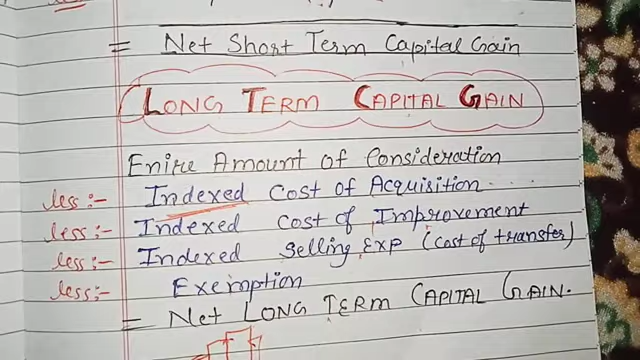 = Net Short Term Capital Gain
LONG TERM CAPITAL GAIN
Enire Amount of Consideration
less:- Indexed Cost of Acquisition....
less:- Indexed Cost of Improvement
less:- Indexed Selling Exp (cost of transfer)
less:- Exemption
= Net LONG TERM CAPITAL GAIN.